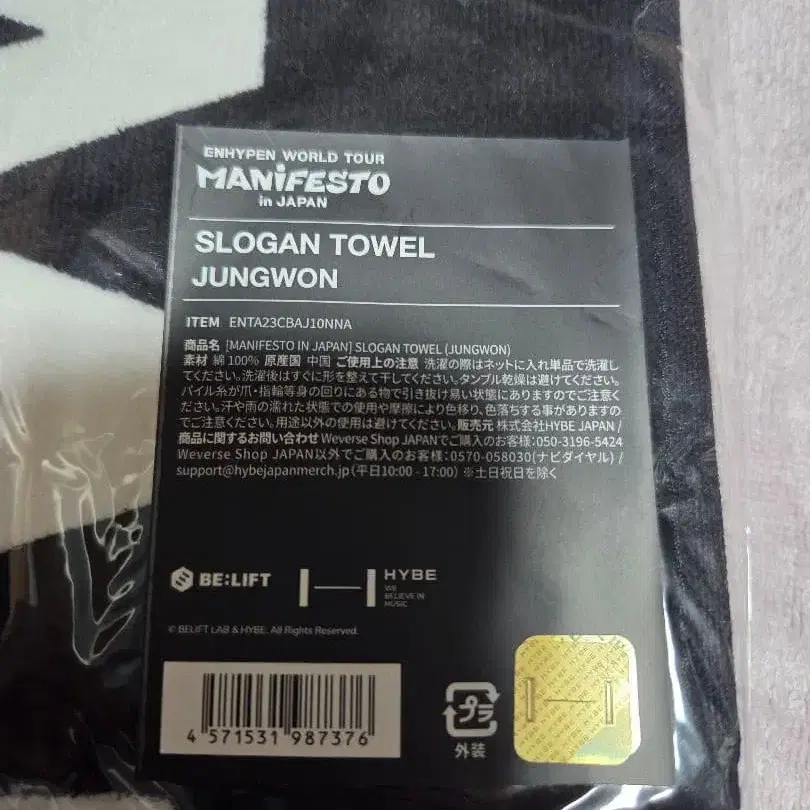 ENHYPEN WORLD TOUR
MANiFESTO
in JAPAN
SLOGAN TOWEL
JUNGWON
ITEM ENTA23CBAJ10NNA
商品名 [MANIFESTO IN JAPAN] SLOGAN TOWEL (JUNGWON)
素材 綿 100% 原産国 中国 ご使用上の注意 洗濯の際はネットに入れ単品で洗濯し
てください。洗濯後はすぐに形を整えて干してください。タンブル乾燥は避けてください。
パイル糸が爪・指輪等身の回りにある物で引き抜け易い状態にありますのでご注意くださ
い。汗や雨の濡れた状態での使用や摩擦により色移り、色落ちする事がありますので
ご注意ください。用途以外の使用は避けてください。販売元 株式会社HYBE JAPAN /
商品に関するお問い合わせ Weverse Shop JAPANでご購入のお客様:050-3196-5424
Weverse Shop JAPAN以外でご購入のお客様:0570-058030(ナビダイヤル) /
support@hybejapanmerch.jp(平日10:00 - 17:00) ※土日祝日を除く
BE:LIFT
HYBE
WE
BELIEVE IN
MUSIC
© BELIFT LAB & HYBE. All Rights Reserved.
4 571531 987376
プラ
外装